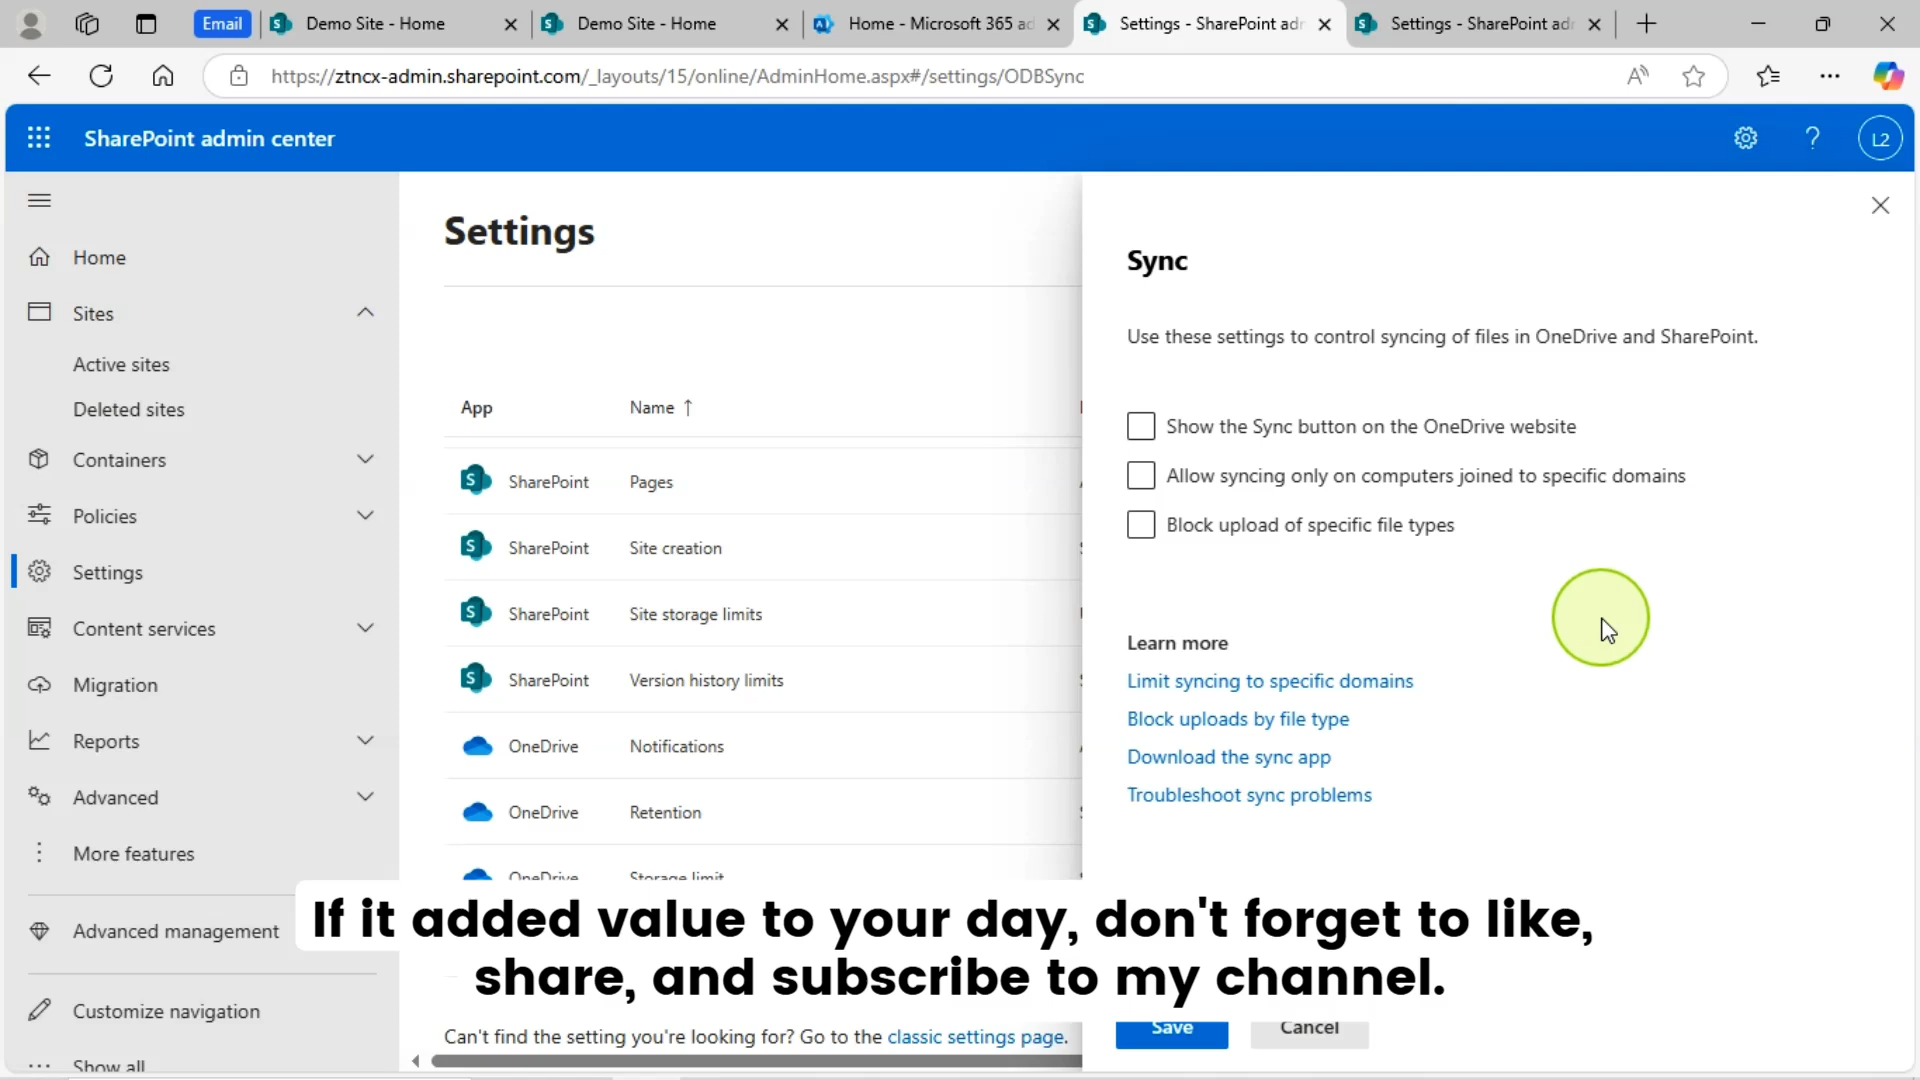 Email
Demo Site - Home
Demo Site - Home
Home - Microsoft 365 ad
Settings - SharePoint adr
Settings - SharePoint adr
https://ztncx-admin.sharepoint.com/_layouts/15/online/AdminHome.aspx#/settings/ODBSync
SharePoint admin center
L2
Home
Sites
Active sites
Deleted sites
Containers
Policies
Settings
Content services
Migration
Reports
Advanced
More features
Advanced management
Customize navigation
Show all
Settings
App
Name ↑
SharePoint Pages
SharePoint Site creation
SharePoint Site storage limits
SharePoint Version history limits
OneDrive Notifications
OneDrive Retention
OneDrive Storage limit
Can't find the setting you're looking for? Go to the classic settings page.
Sync
Use these settings to control syncing of files in OneDrive and SharePoint.
Show the Sync button on the OneDrive website
Allow syncing only on computers joined to specific domains
Block upload of specific file types
Learn more
Limit syncing to specific domains
Block uploads by file type
Download the sync app
Troubleshoot sync problems
Save
Cancel
If it added value to your day, don't forget to like,
share, and subscribe to my channel.